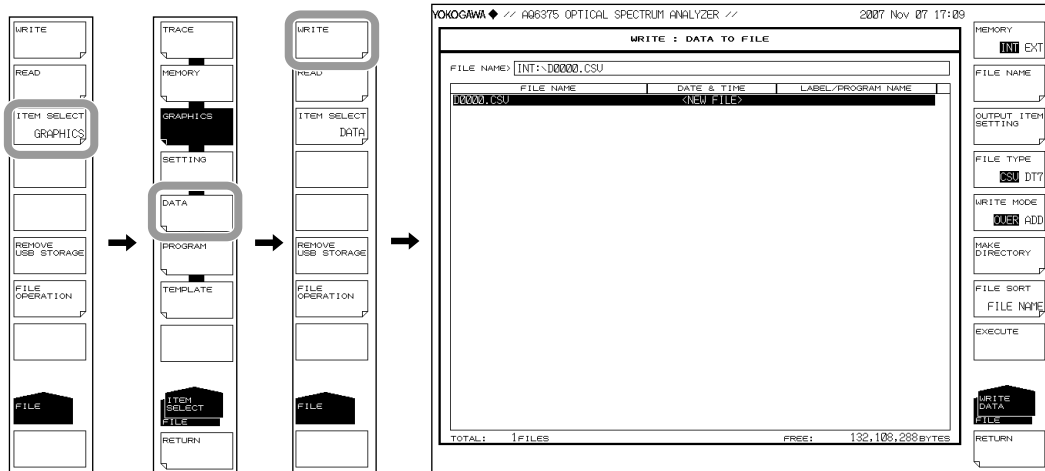 WRITE
READ
ITEM SELECT
GRAPHICS
REMOVE
USB STORAGE
FILE
OPERATION
FILE
TRACE
MEMORY
GRAPHICS
SETTING
DATA
PROGRAM
TEMPLATE
ITEM
SELECT
FILE
RETURN
WRITE
READ
ITEM SELECT
DATA
REMOVE
USB STORAGE
FILE
OPERATION
FILE
YOKOGAWA ◆ // AQ6375 OPTICAL SPECTRUM ANALYZER // 2007 Nov 07 17:09
WRITE : DATA TO FILE
FILE NAME> INT:\D0000.CSV
FILE NAME DATE & TIME LABEL/PROGRAM NAME
D0000.CSV <NEW FILE>
TOTAL: 1FILES FREE: 132,108,288BYTES
MEMORY
INT EXT
FILE NAME
OUTPUT ITEM
SETTING
FILE TYPE
CSV DT7
WRITE MODE
OVER ADD
MAKE
DIRECTORY
FILE SORT
FILE NAME
EXECUTE
WRITE
DATA
FILE
RETURN